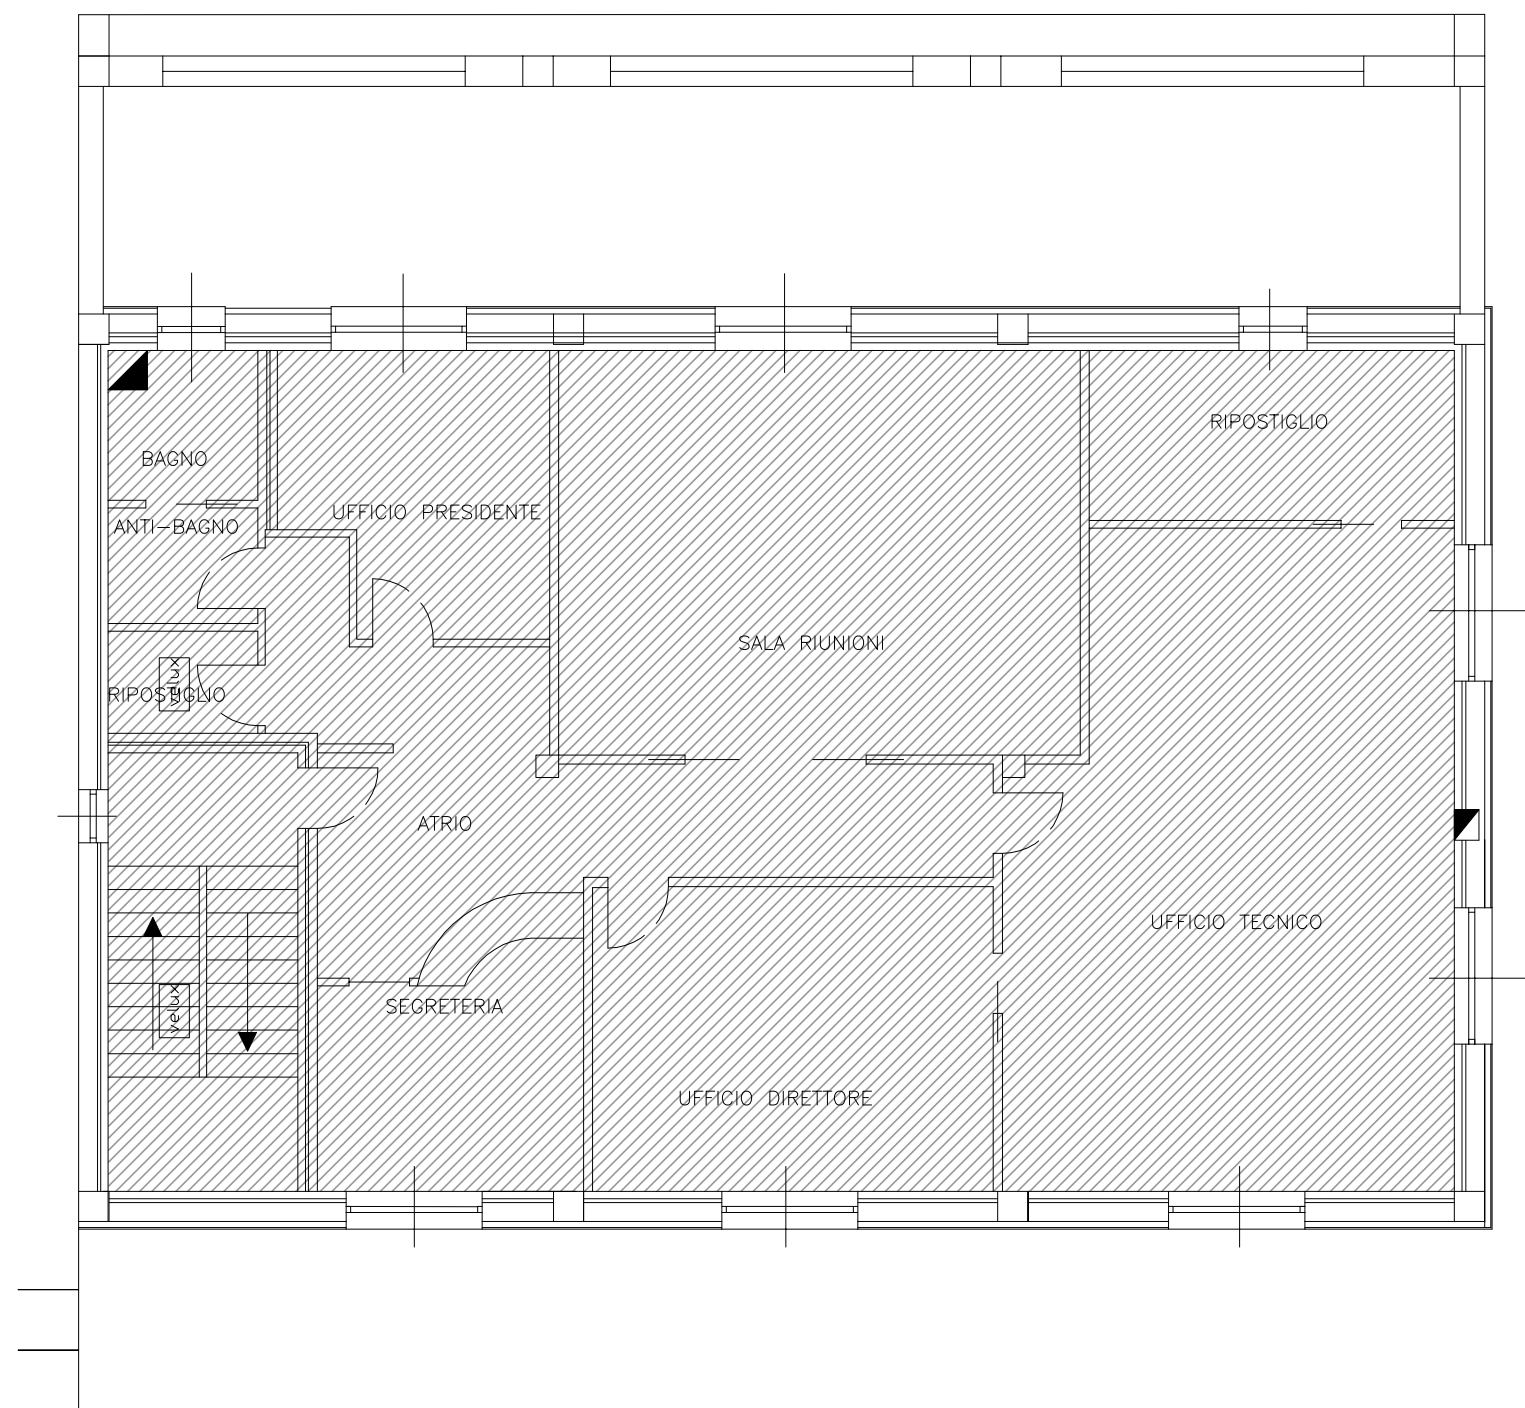 RIPOSTIGLIO
BAGNO
UFFICIO PRESIDENTE
ANTI-BAGNO
SALA RIUNIONI
velux
RIPOSTIGLIO
ATRIO
UFFICIO TECNICO
velux
SEGRETERIA
UFFICIO DIRETTORE